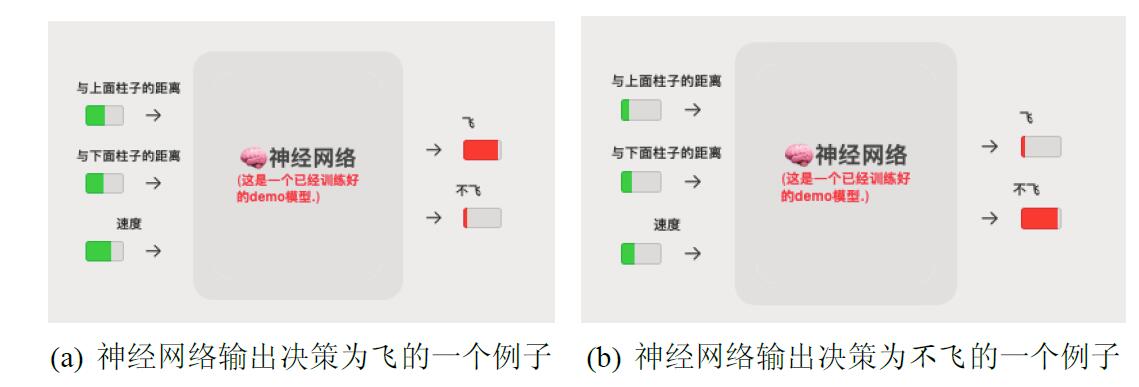 与上面柱子的距离
→
飞
→
与下面柱子的距离
→
🧠神经网络
(这是一个已经训练好
的demo模型.)
不飞
→
速度
→
(a) 神经网络输出决策为飞的一个例子
与上面柱子的距离
→
飞
→
与下面柱子的距离
→
🧠神经网络
(这是一个已经训练好
的demo模型.)
不飞
→
速度
→
(b) 神经网络输出决策为不飞的一个例子